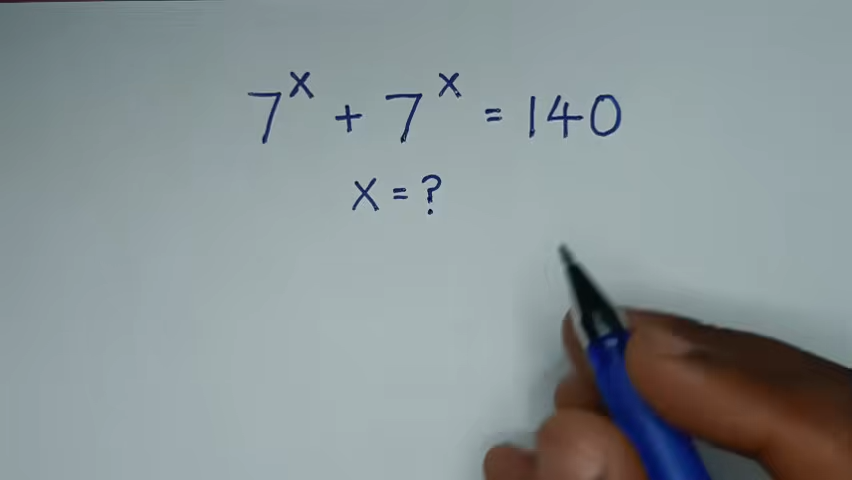 7^x + 7^x = 140
x = ?